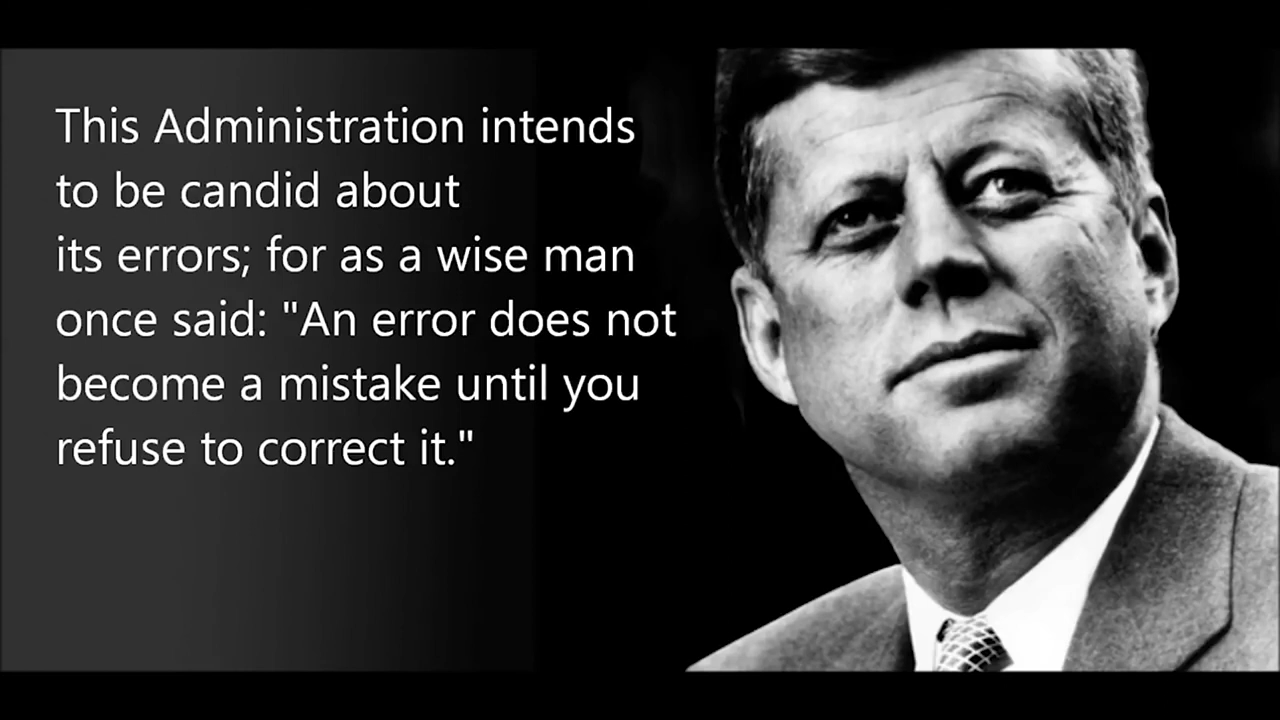 This Administration intends
to be candid about
its errors; for as a wise man
once said: "An error does not
become a mistake until you
refuse to correct it."